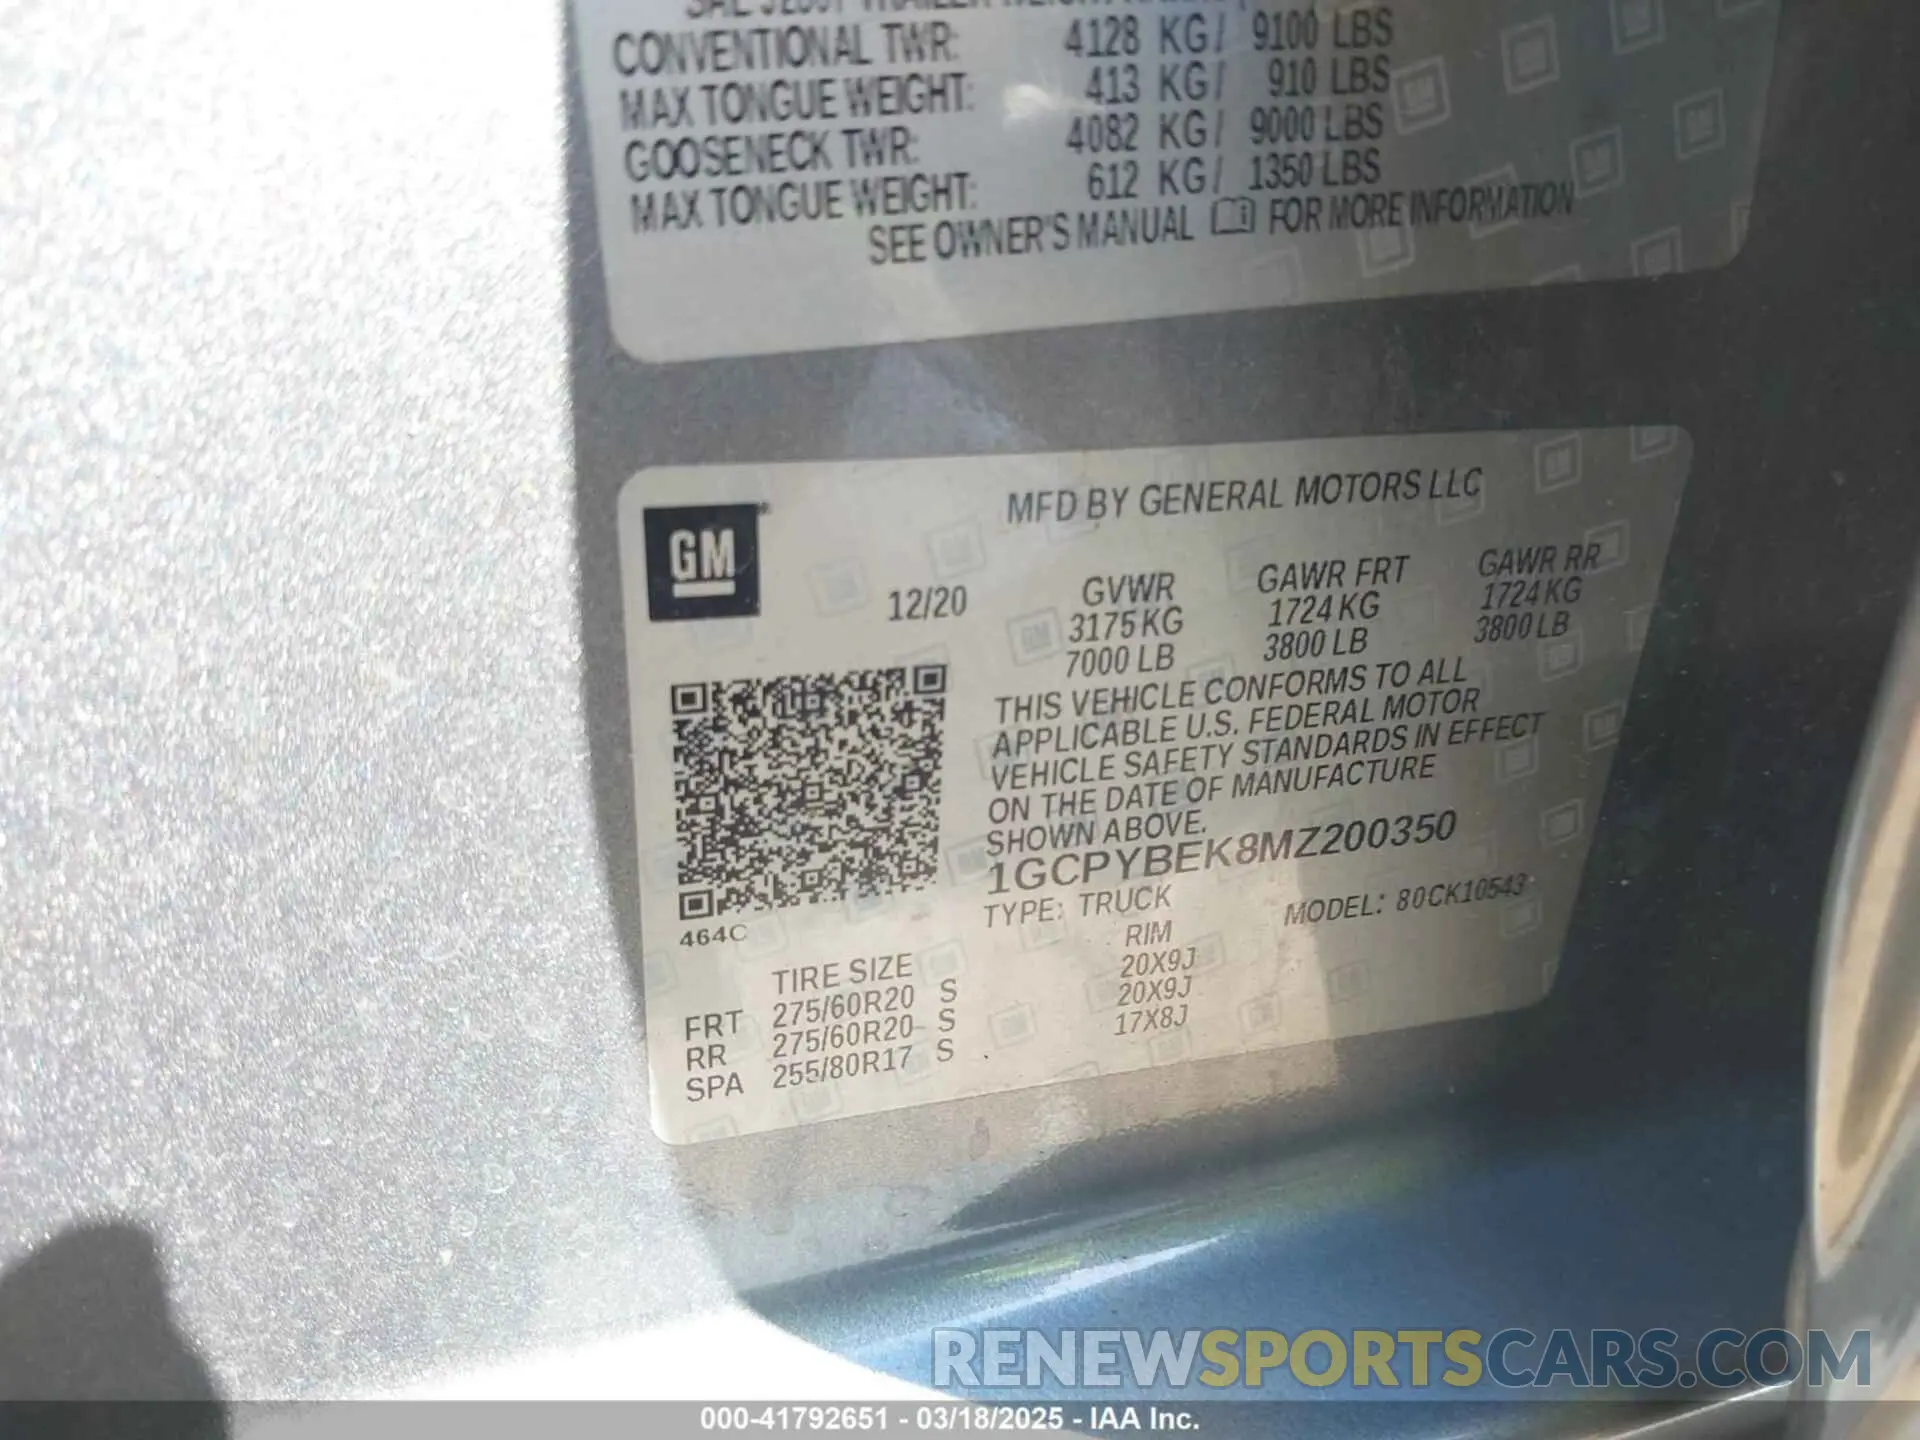 CONVENTIONAL TWR: 4128 KG/ 9100 LBS
MAX TONGUE WEIGHT: 413 KG/ 910 LBS
GOOSENECK TWR: 4082 KG/ 9000 LBS
MAX TONGUE WEIGHT: 612 KG/ 1350 LBS
SEE OWNER'S MANUAL FOR MORE INFORMATION
MFD BY GENERAL MOTORS LLC
GM
12/20 GVWR GAWR FRT GAWR RR
3175 KG 1724 KG 1724 KG
7000 LB 3800 LB 3800 LB
THIS VEHICLE CONFORMS TO ALL
APPLICABLE U.S. FEDERAL MOTOR
VEHICLE SAFETY STANDARDS IN EFFECT
ON THE DATE OF MANUFACTURE
SHOWN ABOVE.
1GCPYBEK8MZ200350
TYPE: TRUCK MODEL: 80CK10543
464C
TIRE SIZE RIM
FRT 275/60R20 S 20X9J
RR 275/60R20 S 20X9J
SPA 255/80R17 S 17X8J
RENEWSPORTSCARS.COM
000-41792651 - 03/18/2025 - IAA Inc.